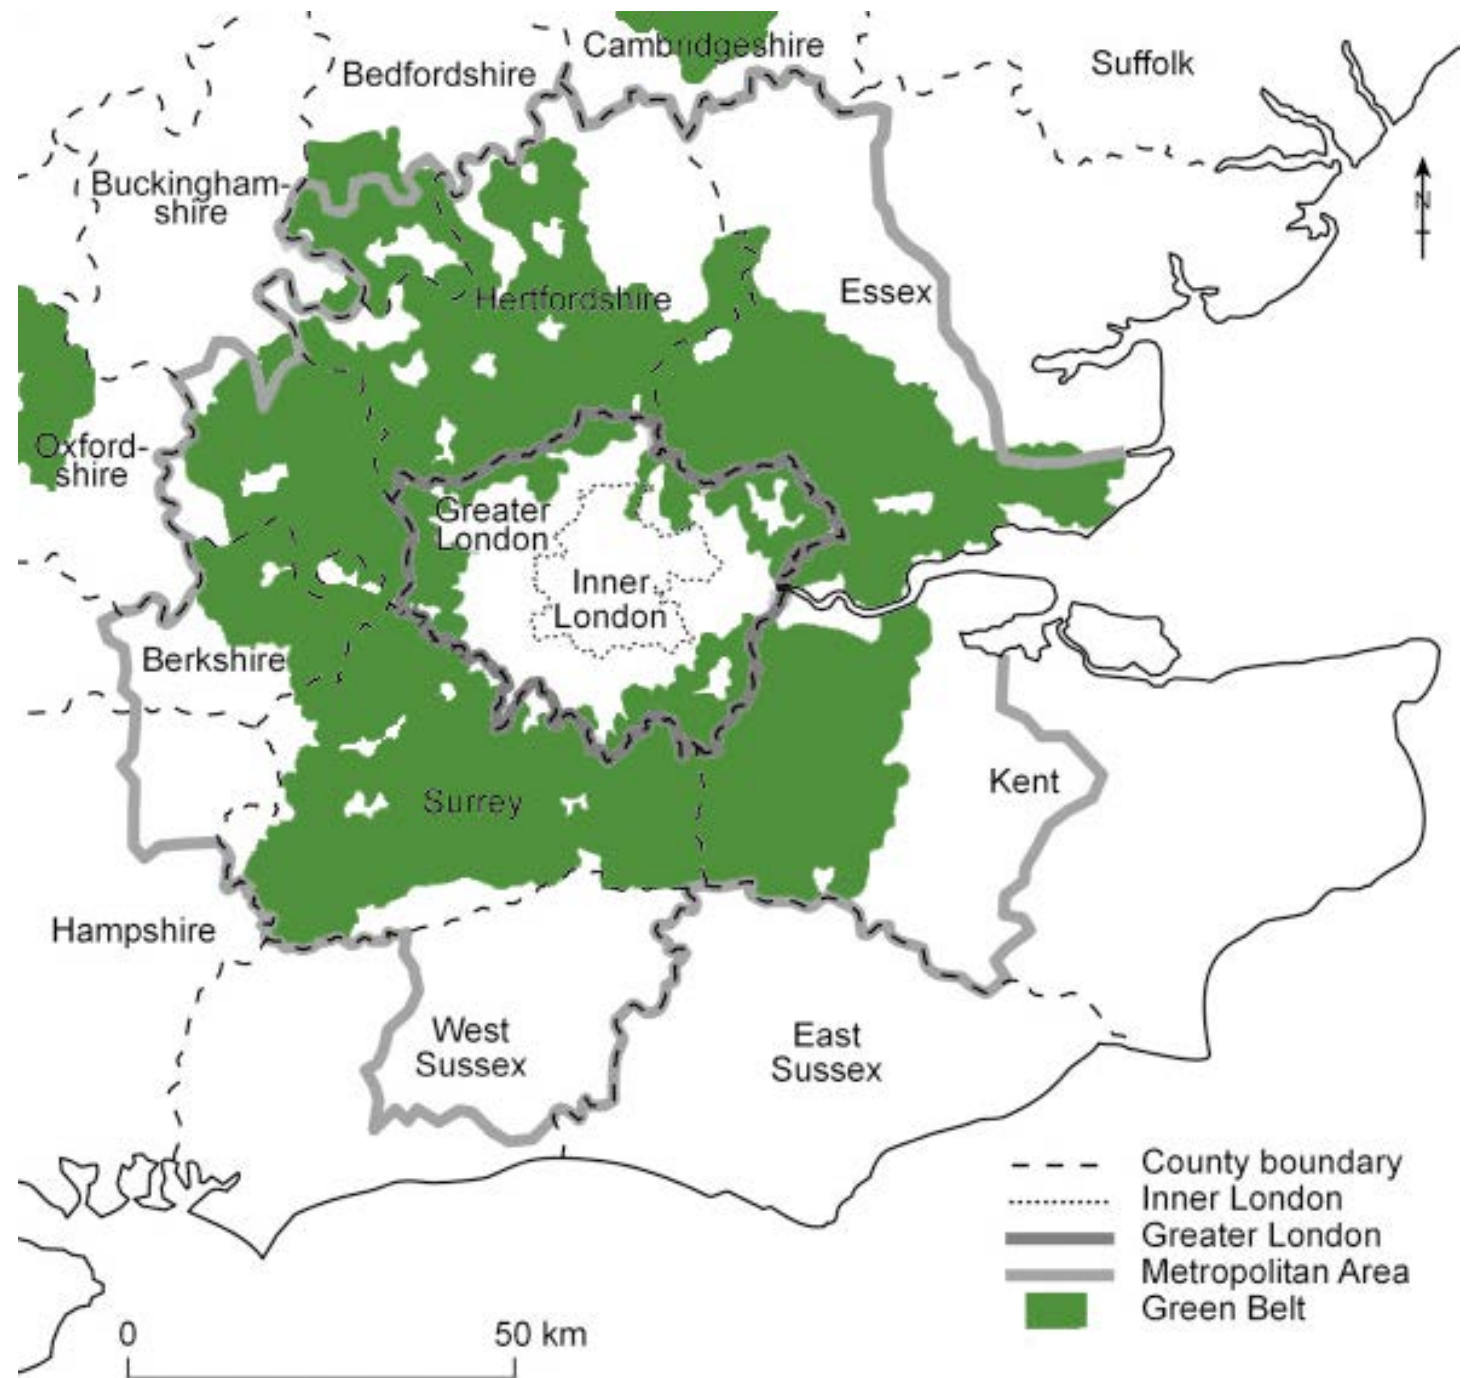 Cambridgeshire
Suffolk
Bedfordshire
Buckingham-
shire
N
Hertfordshire
Essex
Oxford-
shire
Greater
London
Inner
London
Berkshire
Kent
Surrey
Hampshire
West
Sussex
East
Sussex
County boundary
Inner London
Greater London
Metropolitan Area
Green Belt
0 50 km